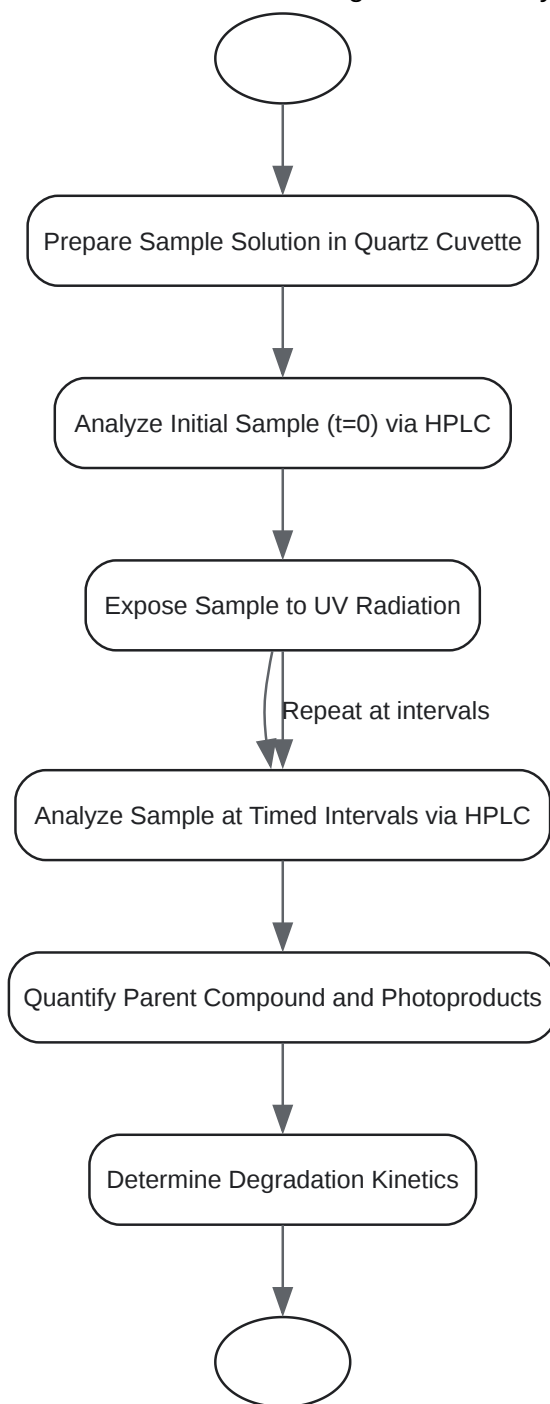 Prepare Sample Solution in Quartz Cuvette
Analyze Initial Sample (t=0) via HPLC
Expose Sample to UV Radiation
Repeat at intervals
Analyze Sample at Timed Intervals via HPLC
Quantify Parent Compound and Photoproducts
Determine Degradation Kinetics